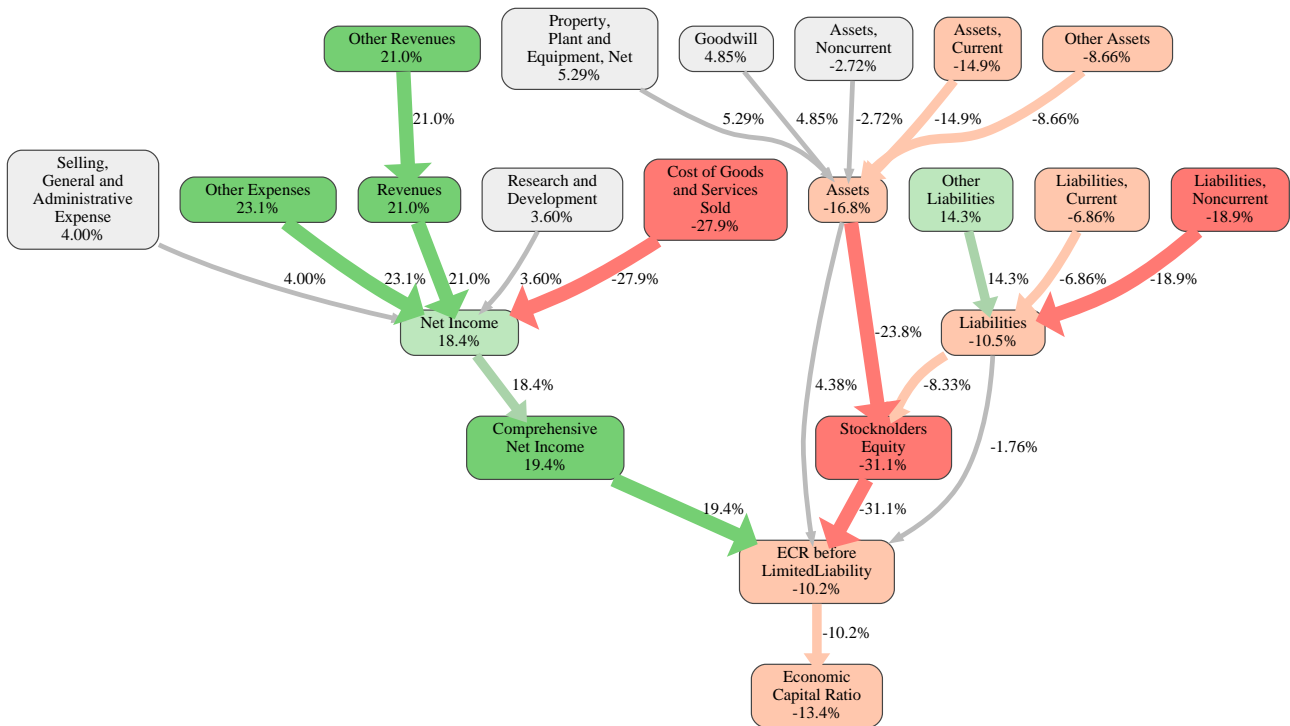 Other Revenues
21.0%
Property,
Plant and
Equipment, Net
5.29%
Goodwill
4.85%
Assets,
Noncurrent
-2.72%
Assets,
Current
-14.9%
Other Assets
-8.66%
21.0%
5.29%
4.85%
-2.72%
-14.9%
-8.66%
Selling,
General and
Administrative
Expense
4.00%
Other Expenses
23.1%
Revenues
21.0%
Research and
Development
3.60%
Cost of Goods
and Services
Sold
-27.9%
Assets
-16.8%
Other
Liabilities
14.3%
Liabilities,
Current
-6.86%
Liabilities,
Noncurrent
-18.9%
4.00%
23.1%
21.0%
3.60%
-27.9%
14.3%
-6.86%
-18.9%
Net Income
18.4%
-23.8%
Liabilities
-10.5%
18.4%
4.38%
-8.33%
Comprehensive
Net Income
19.4%
Stockholders
Equity
-31.1%
-1.76%
19.4%
-31.1%
ECR before
LimitedLiability
-10.2%
-10.2%
Economic
Capital Ratio
-13.4%